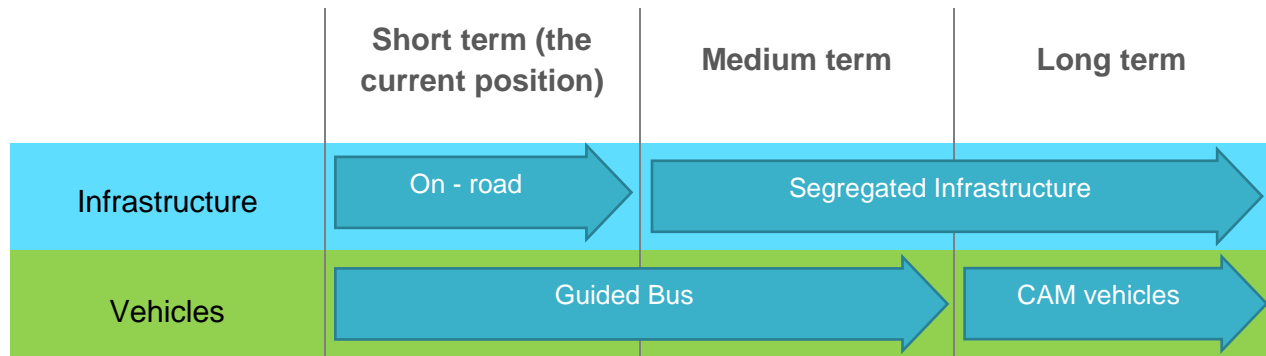 Short term (the
current position)
Medium term
Long term
Infrastructure
On - road
Segregated Infrastructure
Vehicles
Guided Bus
CAM vehicles